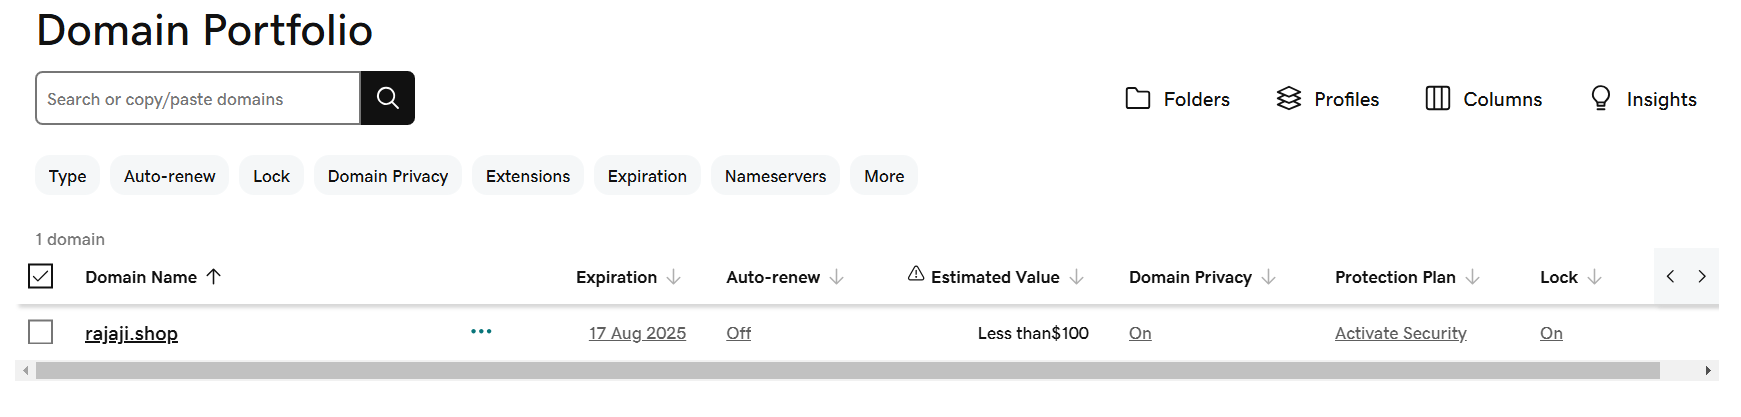 Domain Portfolio
Search or copy/paste domains
Folders Profiles Columns Insights
Type Auto-renew Lock Domain Privacy Extensions Expiration Nameservers More
1 domain
Domain Name Expiration Auto-renew Estimated Value Domain Privacy Protection Plan Lock
rajaji.shop 17 Aug 2025 Off Less than$100 On Activate Security On